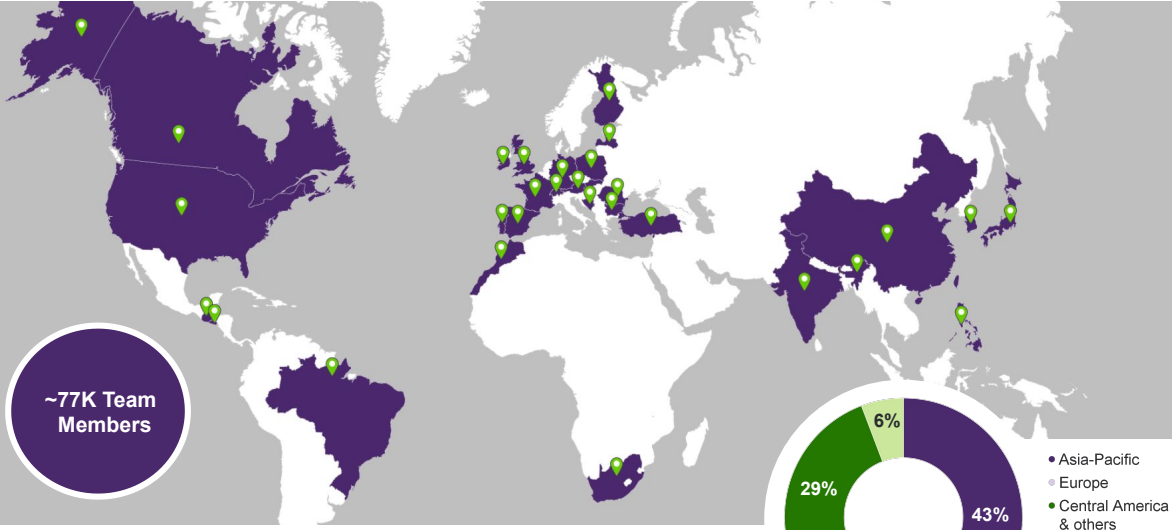 ~77K Team
Members
6%
29%
43%
• Asia-Pacific
• Europe
• Central America
& others